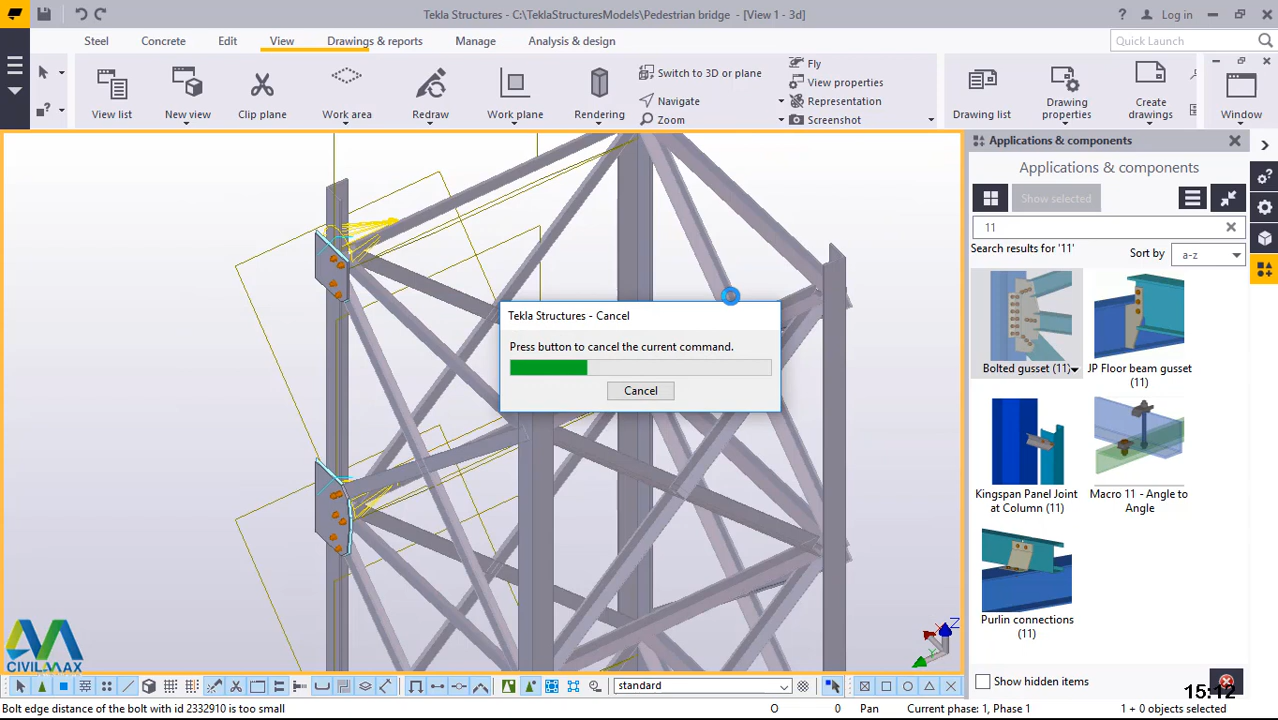 Tekla Structures - C:\TeklaStructuresModels\Pedestrian bridge - [View 1 - 3d]
Log in
Steel
Concrete
Edit
View
Drawings & reports
Manage
Analysis & design
Quick Launch
View list
New view
Clip plane
Work area
Redraw
Work plane
Rendering
Switch to 3D or plane
Navigate
Zoom
Fly
View properties
Representation
Screenshot
Drawing list
Drawing properties
Create drawings
Window
Applications & components
Applications & components
Show selected
11
Search results for '11'
Sort by
a-z
Bolted gusset (11)
JP Floor beam gusset (11)
Kingspan Panel Joint at Column (11)
Macro 11 - Angle to Angle
Purlin connections (11)
Show hidden items
Tekla Structures - Cancel
Press button to cancel the current command.
Cancel
Z
CIVILMAX
standard
15:12
Bolt edge distance of the bolt with id 2332910 is too small
O
0
Pan
Current phase: 1, Phase 1
1 + 0 objects selected